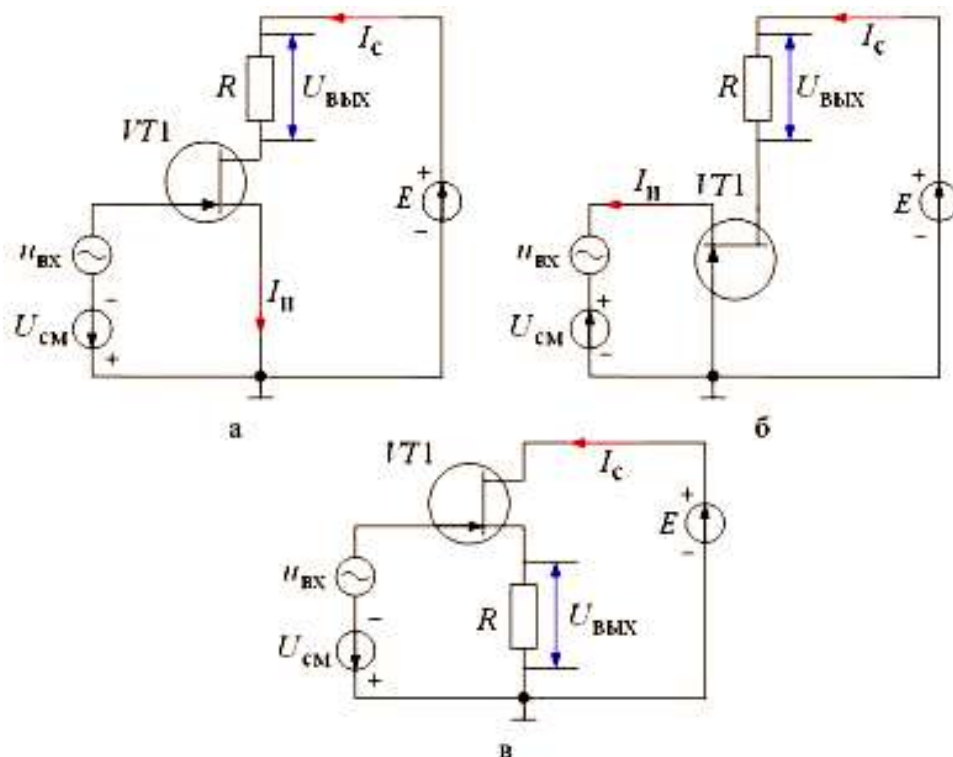 I с
R
U вых
VT1
E
+
−
u вх
−
U см
+
I и
а
I с
R
U вых
I и
VT1
E
+
−
u вх
+
U см
−
б
VT1
I с
E
+
−
u вх
−
U см
+
R
U вых
в